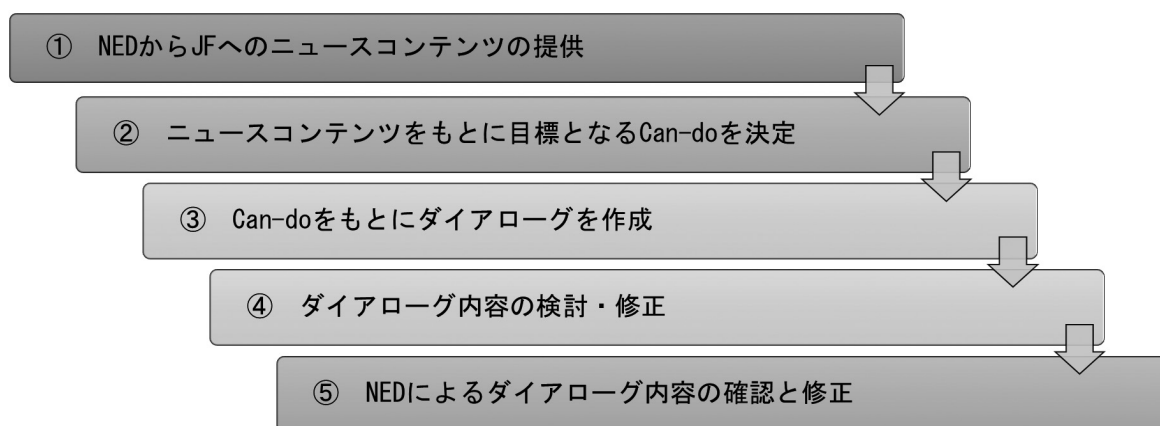 ① NEDからJFへのニュースコンテンツの提供
② ニュースコンテンツをもとに目標となるCan-doを決定
③ Can-doをもとにダイアローグを作成
④ ダイアローグ内容の検討・修正
⑤ NEDによるダイアローグ内容の確認と修正